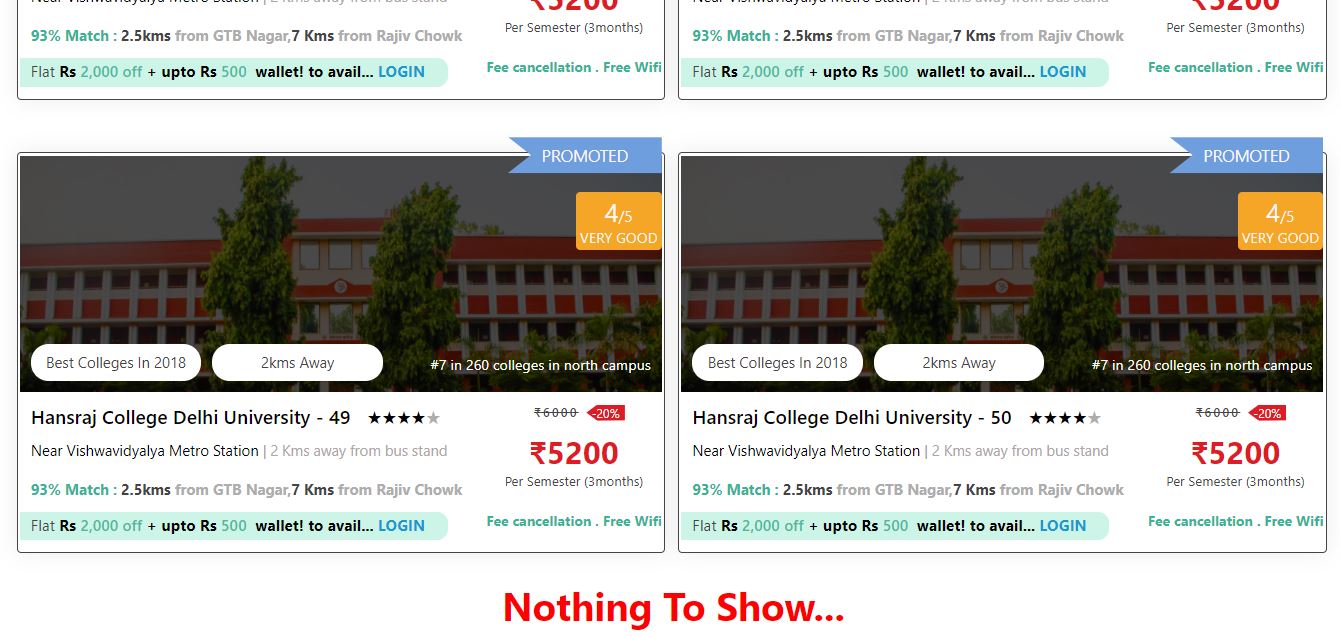 Near Vishwavidyalya Metro Station | 2 Kms away from bus stand
₹5200
Per Semester (3months)
93% Match : 2.5kms from GTB Nagar,7 Kms from Rajiv Chowk
Flat Rs 2,000 off + upto Rs 500 wallet! to avail... LOGIN
Fee cancellation . Free Wifi
Near Vishwavidyalya Metro Station | 2 Kms away from bus stand
₹5200
Per Semester (3months)
93% Match : 2.5kms from GTB Nagar,7 Kms from Rajiv Chowk
Flat Rs 2,000 off + upto Rs 500 wallet! to avail... LOGIN
Fee cancellation . Free Wifi
PROMOTED
4/5
VERY GOOD
Best Colleges In 2018
2kms Away
#7 in 260 colleges in north campus
Hansraj College Delhi University - 49 ★★★★★
₹6000 -20%
Near Vishwavidyalya Metro Station | 2 Kms away from bus stand
₹5200
Per Semester (3months)
93% Match : 2.5kms from GTB Nagar,7 Kms from Rajiv Chowk
Flat Rs 2,000 off + upto Rs 500 wallet! to avail... LOGIN
Fee cancellation . Free Wifi
PROMOTED
4/5
VERY GOOD
Best Colleges In 2018
2kms Away
#7 in 260 colleges in north campus
Hansraj College Delhi University - 50 ★★★★★
₹6000 -20%
Near Vishwavidyalya Metro Station | 2 Kms away from bus stand
₹5200
Per Semester (3months)
93% Match : 2.5kms from GTB Nagar,7 Kms from Rajiv Chowk
Flat Rs 2,000 off + upto Rs 500 wallet! to avail... LOGIN
Fee cancellation . Free Wifi
Nothing To Show...